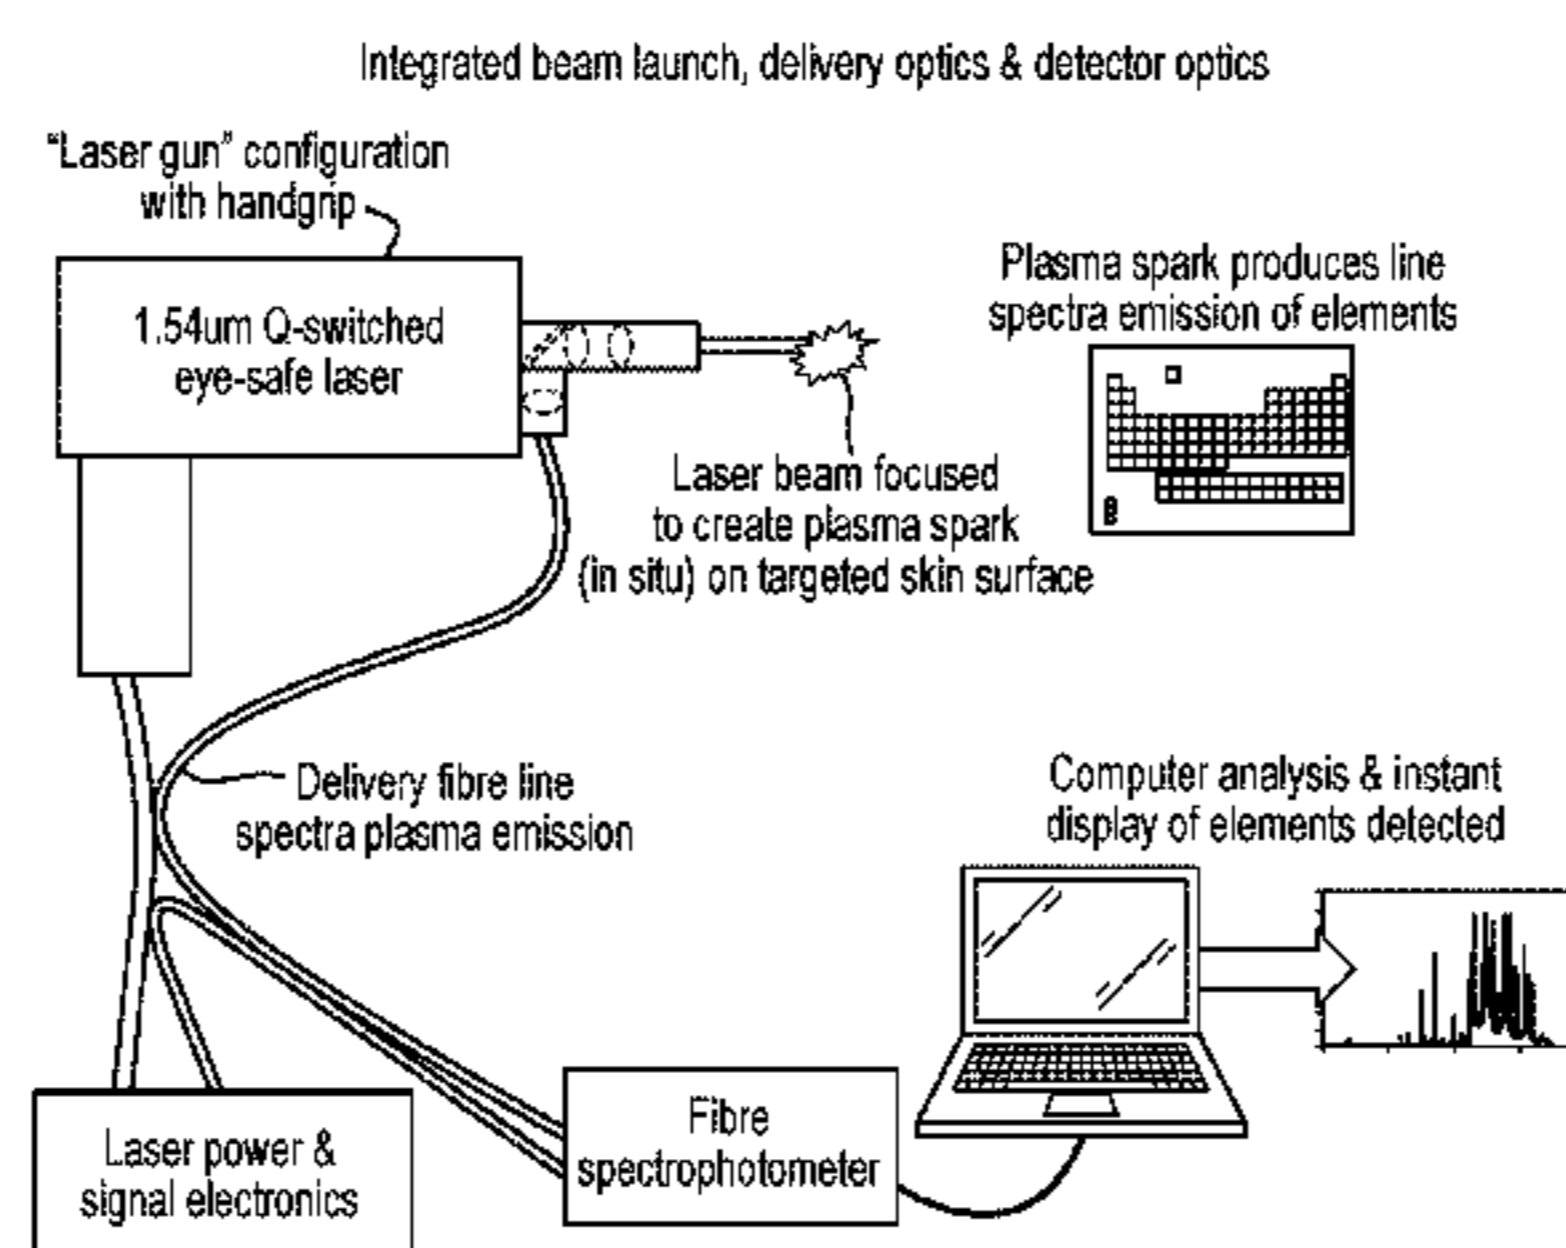 Integrated beam launch, delivery optics & detector optics
“Laser gun” configuration
with handgrip
1.54um Q-switched
eye-safe laser
Plasma spark produces line
spectra emission of elements
Laser beam focused
to create plasma spark
(in situ) on targeted skin surface
Delivery fibre line
spectra plasma emission
Computer analysis & instant
display of elements detected
Fibre
spectrophotometer
Laser power &
signal electronics